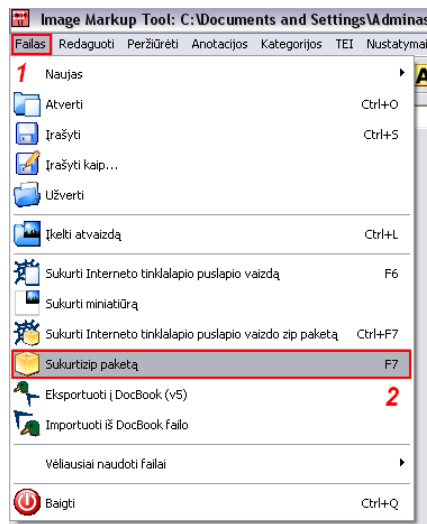 Image Markup Tool: C:\Documents and Settings\Adminas
Failas Redaguoti Peržiūrėti Anotacijos Kategorijos TEI Nustatymai
1 Naujas
A
Atverti Ctrl+O
Įrašyti Ctrl+S
Įrašyti kaip...
Užverti
Įkelti atvaizdą Ctrl+L
Sukurti Interneto tinklalapio puslapio vaizdą F6
Sukurti miniatiūrą
Sukurti Interneto tinklalapio puslapio vaizdo zip paketą Ctrl+F7
Sukurtizip paketą F7
Eksportuoti į DocBook (v5) 2
Importuoti iš DocBook failo
Vėliausiai naudoti failai
Baigti Ctrl+Q